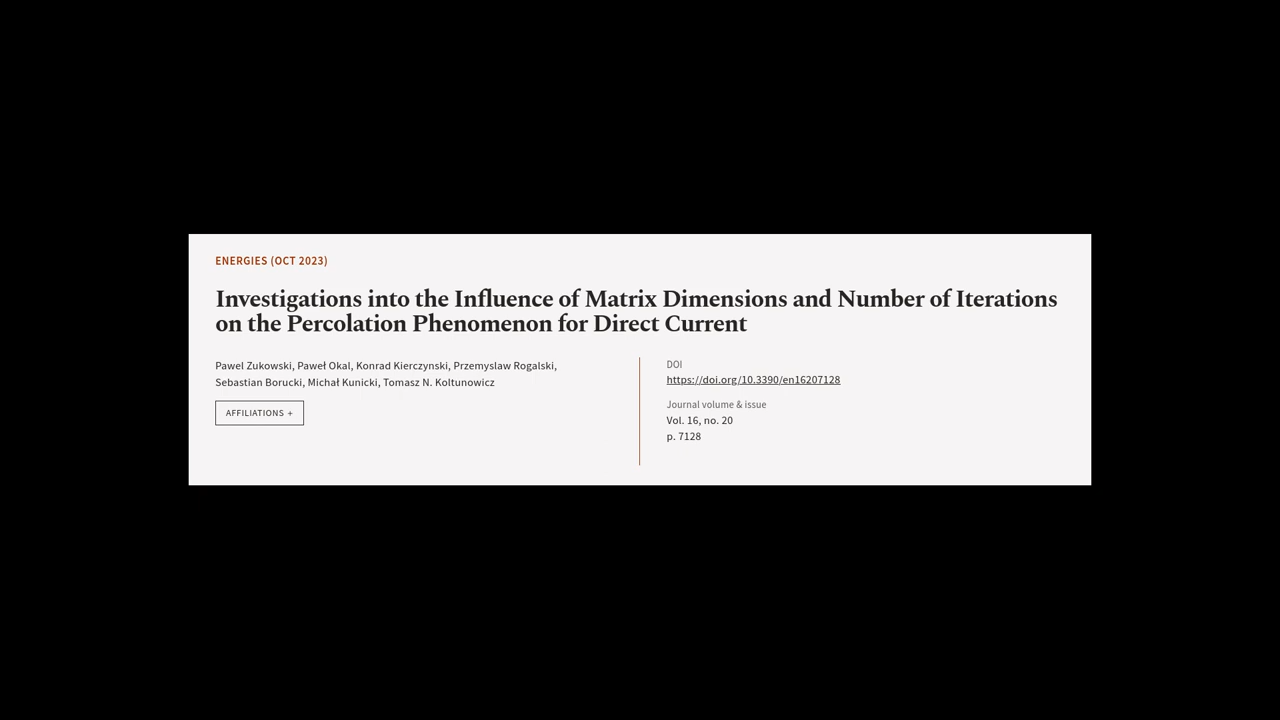 ENERGIES (OCT 2023)
Investigations into the Influence of Matrix Dimensions and Number of Iterations
on the Percolation Phenomenon for Direct Current
Pawel Zukowski, Paweł Okal, Konrad Kierczynski, Przemyslaw Rogalski,
Sebastian Borucki, Michał Kunicki, Tomasz N. Koltunowicz
AFFILIATIONS +
DOI
https://doi.org/10.3390/en16207128
Journal volume & issue
Vol. 16, no. 20
p. 7128